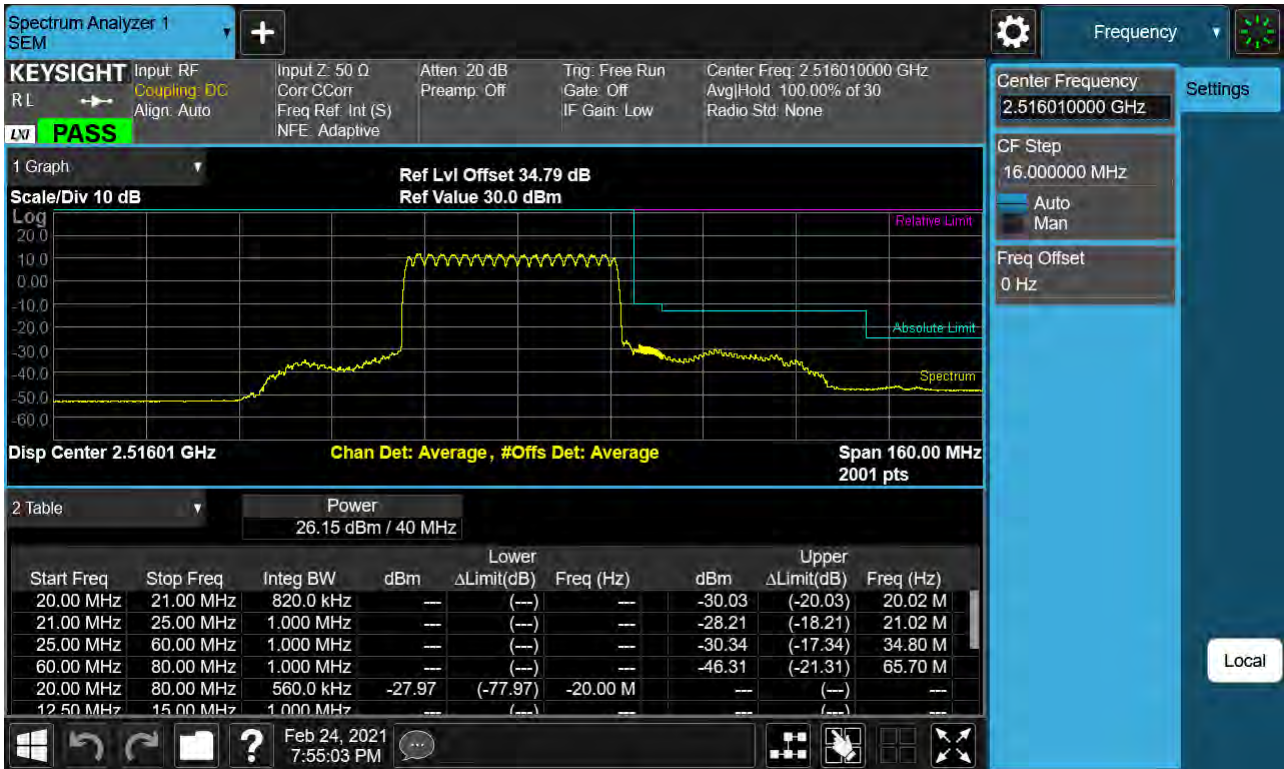 Spectrum Analyzer 1
SEM
Frequency
KEYSIGHT
R L
LXI PASS
Input: RF
Coupling: DC
Align: Auto
Input Z: 50 Ω
Corr CCorr
Freq Ref: Int (S)
NFE: Adaptive
Atten: 20 dB
Preamp: Off
Trig: Free Run
Gate: Off
IF Gain: Low
Center Freq: 2.516010000 GHz
Avg|Hold: 100.00% of 30
Radio Std: None
Center Frequency
2.516010000 GHz
Settings
CF Step
16.000000 MHz
Auto
Man
Freq Offset
0 Hz
Local
1 Graph
Scale/Div 10 dB
Ref Lvl Offset 34.79 dB
Ref Value 30.0 dBm
Log
20.0
10.0
0.00
-10.0
-20.0
-30.0
-40.0
-50.0
-60.0
Relative Limit
Absolute Limit
Spectrum
Disp Center 2.51601 GHz
Chan Det: Average , #Offs Det: Average
Span 160.00 MHz
2001 pts
2 Table
Power
26.15 dBm / 40 MHz
Lower Upper
Start Freq Stop Freq Integ BW dBm ΔLimit(dB) Freq (Hz) dBm ΔLimit(dB) Freq (Hz)
20.00 MHz 21.00 MHz 820.0 kHz --- (---) --- -30.03 (-20.03) 20.02 M
21.00 MHz 25.00 MHz 1.000 MHz --- (---) --- -28.21 (-18.21) 21.02 M
25.00 MHz 60.00 MHz 1.000 MHz --- (---) --- -30.34 (-17.34) 34.80 M
60.00 MHz 80.00 MHz 1.000 MHz --- (---) --- -46.31 (-21.31) 65.70 M
20.00 MHz 80.00 MHz 560.0 kHz -27.97 (-77.97) -20.00 M --- (---) ---
12.50 MHz 15.00 MHz 1.000 MHz --- (---) --- --- (---) ---
Feb 24, 2021
7:55:03 PM